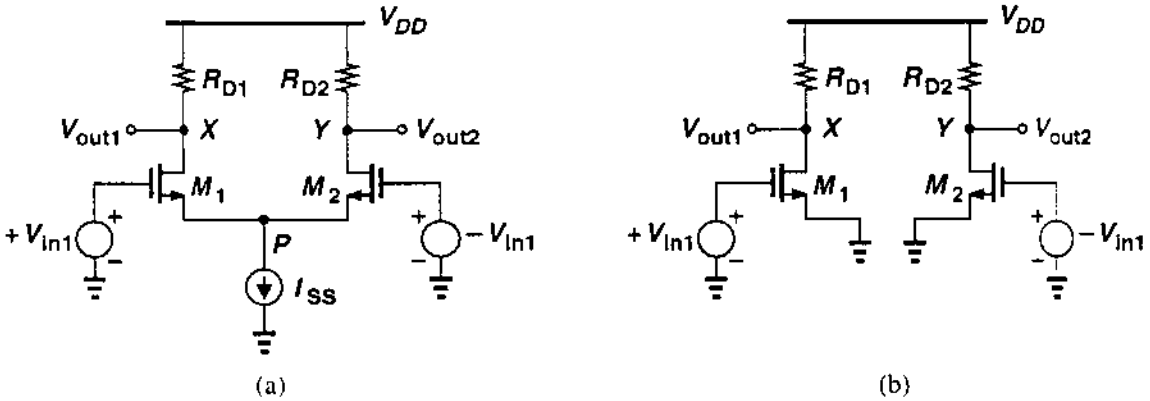 V_DD
R_D1
R_D2
V_out1
X
Y
V_out2
M_1
M_2
+ V_in1
+
−
P
+
−
− V_in1
I_SS
(a)
V_DD
R_D1
R_D2
V_out1
X
Y
V_out2
M_1
M_2
+ V_in1
+
−
+
−
− V_in1
(b)